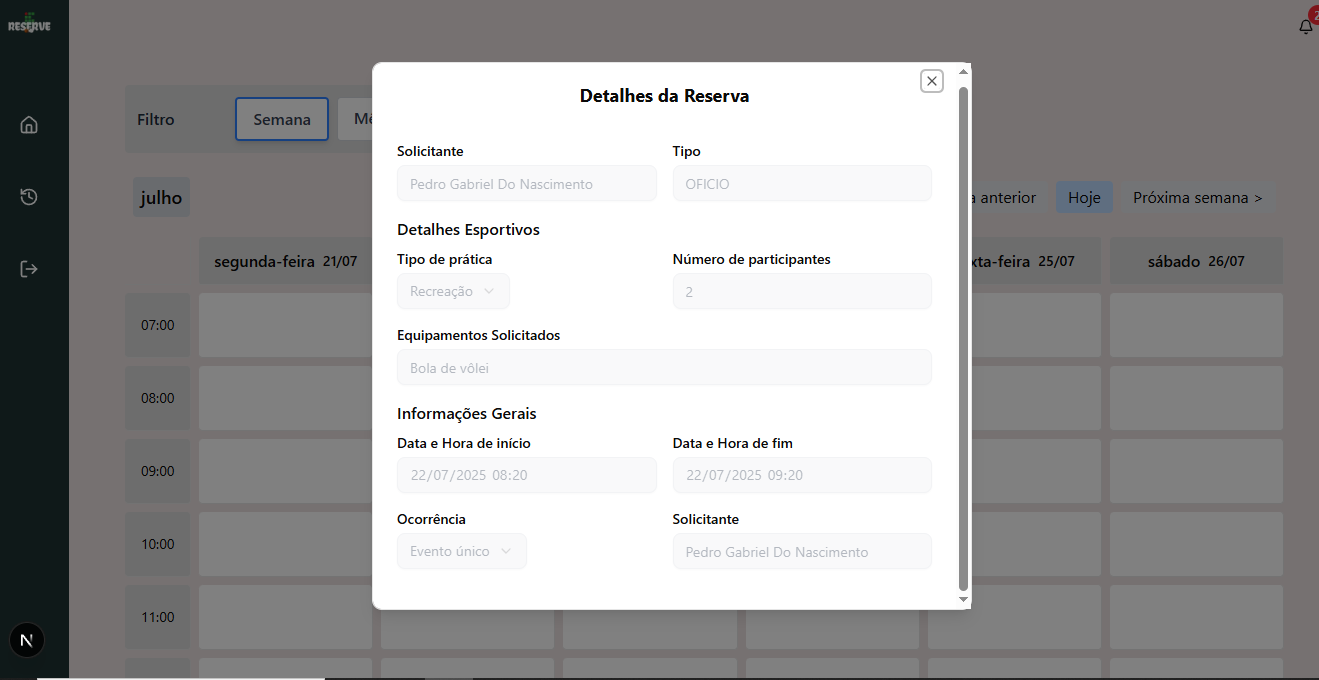 RESERVE
2
Filtro
Semana
julho
a anterior
Hoje
Próxima semana >
segunda-feira 21/07
xta-feira 25/07
sábado 26/07
07:00
08:00
09:00
10:00
11:00
N
Detalhes da Reserva
Solicitante
Tipo
Pedro Gabriel Do Nascimento
OFICIO
Detalhes Esportivos
Tipo de prática
Número de participantes
Recreação
2
Equipamentos Solicitados
Bola de vôlei
Informações Gerais
Data e Hora de início
Data e Hora de fim
22/07/2025 08:20
22/07/2025 09:20
Ocorrência
Solicitante
Evento único
Pedro Gabriel Do Nascimento